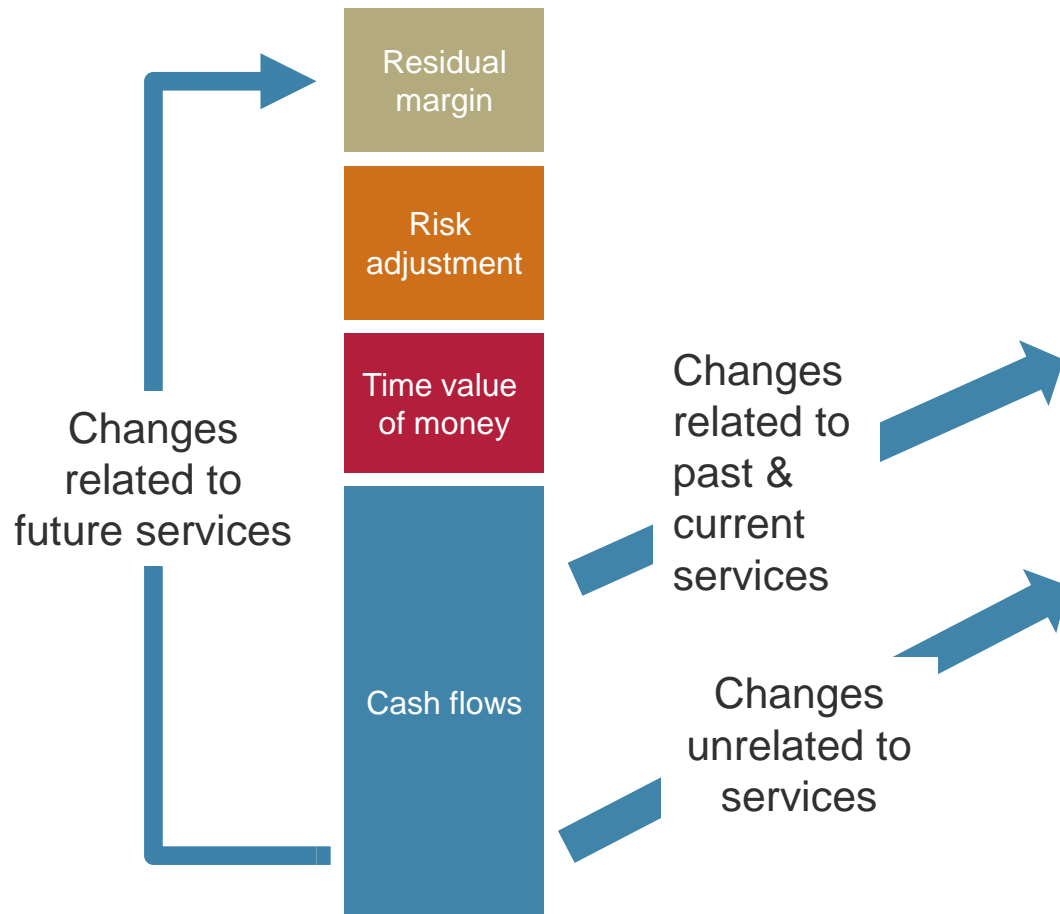 Residual
margin
Risk
adjustment
Time value
of money
Changes
related to
future services
Changes
related to
past &
current
services
Cash flows
Changes
unrelated to
services